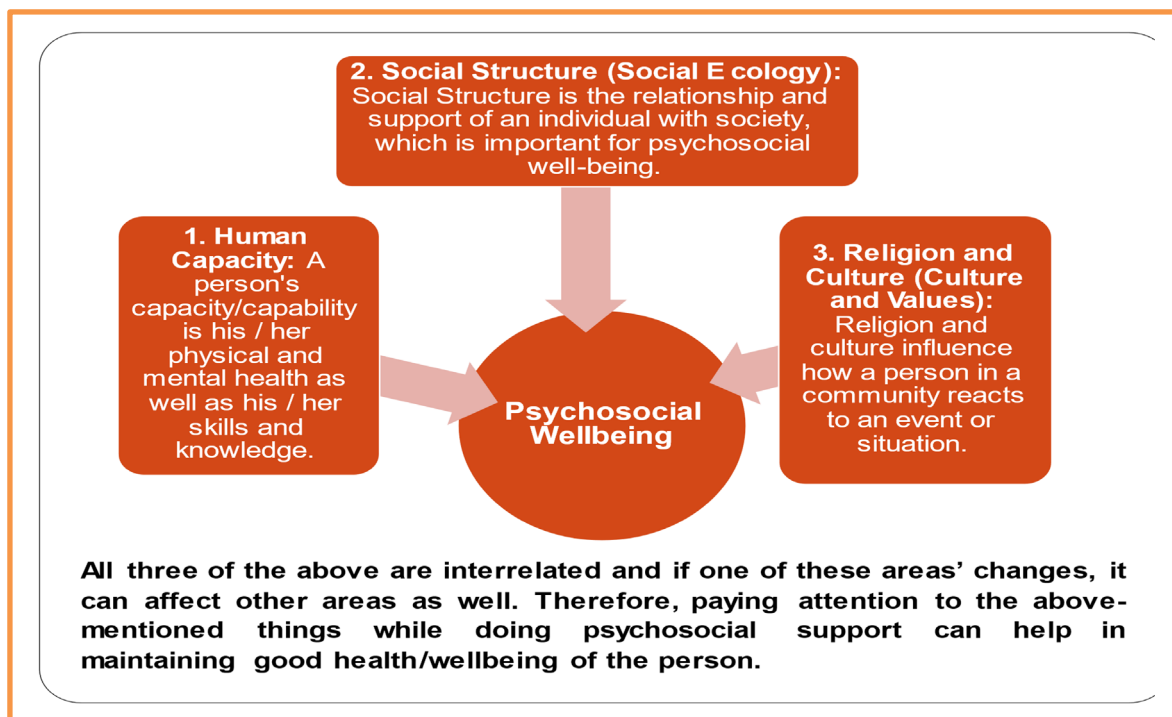 2. Social Structure (Social E cology):
Social Structure is the relationship and
support of an individual with society,
which is important for psychosocial
well-being.
1. Human
Capacity: A
person's
capacity/capability
is his / her
physical and
mental health as
well as his / her
skills and
knowledge.
3. Religion and
Culture (Culture
and Values):
Religion and
culture influence
how a person in a
community reacts
to an event or
situation.
Psychosocial
Wellbeing
All three of the above are interrelated and if one of these areas’ changes, it
can affect other areas as well. Therefore, paying attention to the above-
mentioned things while doing psychosocial support can help in
maintaining good health/wellbeing of the person.